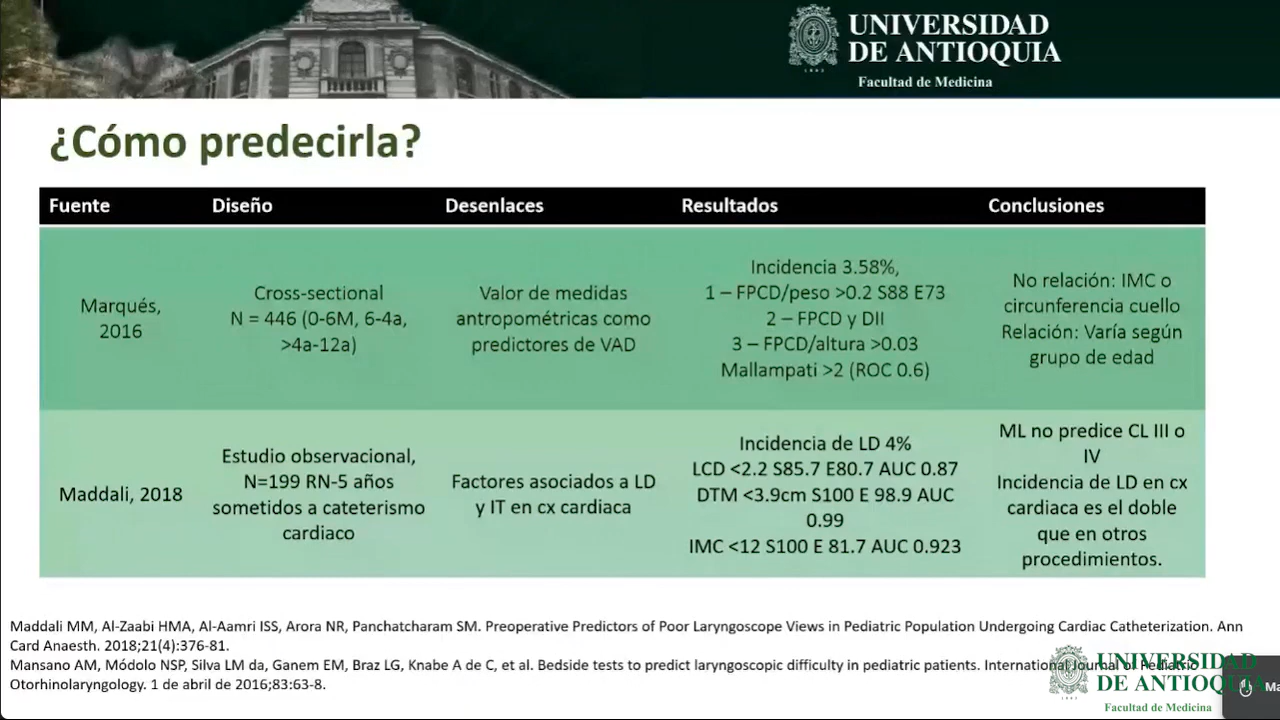 UNIVERSIDAD
DE ANTIOQUIA
1803
Facultad de Medicina
¿Cómo predecirla?
Fuente
Diseño
Desenlaces
Resultados
Conclusiones
Marqués,
2016
Cross-sectional
N = 446 (0-6M, 6-4a,
>4a-12a)
Valor de medidas
antropométricas como
predictores de VAD
Incidencia 3.58%,
1 – FPCD/peso >0.2 S88 E73
2 – FPCD y DII
3 – FPCD/altura >0.03
Mallampati >2 (ROC 0.6)
No relación: IMC o
circunferencia cuello
Relación: Varía según
grupo de edad
Maddali, 2018
Estudio observacional,
N=199 RN-5 años
sometidos a cateterismo
cardiaco
Factores asociados a LD
y IT en cx cardiaca
Incidencia de LD 4%
LCD <2.2 S85.7 E80.7 AUC 0.87
DTM <3.9cm S100 E 98.9 AUC
0.99
IMC <12 S100 E 81.7 AUC 0.923
ML no predice CL III o
IV
Incidencia de LD en cx
cardiaca es el doble
que en otros
procedimientos.
Maddali MM, Al-Zaabi HMA, Al-Aamri ISS, Arora NR, Panchatcharam SM. Preoperative Predictors of Poor Laryngoscope Views in Pediatric Population Undergoing Cardiac Catheterization. Ann
Card Anaesth. 2018;21(4):376-81.
Mansano AM, Módolo NSP, Silva LM da, Ganem EM, Braz LG, Knabe A de C, et al. Bedside tests to predict laryngoscopic difficulty in pediatric patients. International Journal of Pediatric
Otorhinolaryngology. 1 de abril de 2016;83:63-8.
UNIVERSIDAD
DE ANTIOQUIA
Facultad de Medicina
Ma